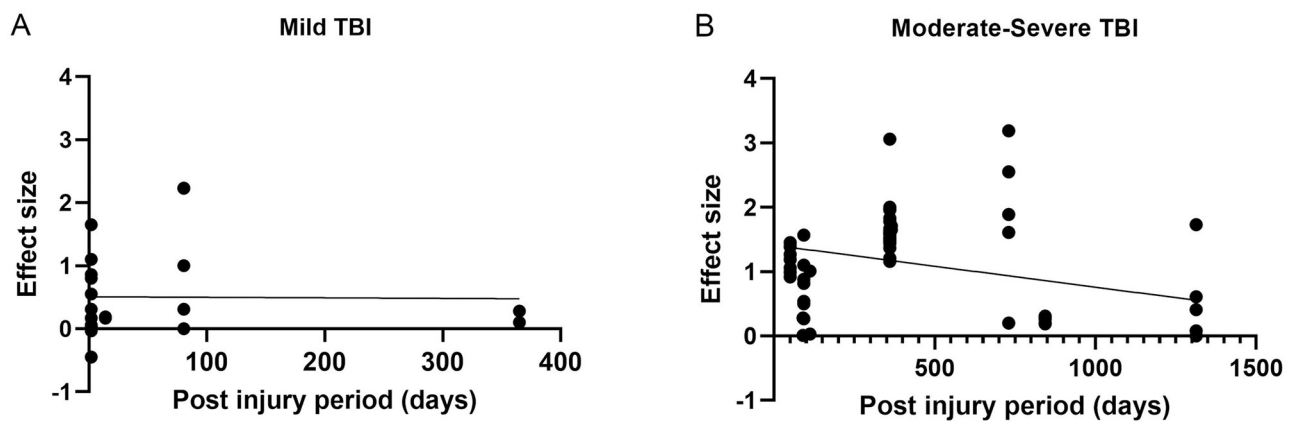 A
Mild TBI
Effect size
4
3
2
1
0
-1
100
200
300
400
Post injury period (days)
B
Moderate-Severe TBI
Effect size
4
3
2
1
0
-1
500
1000
1500
Post injury period (days)